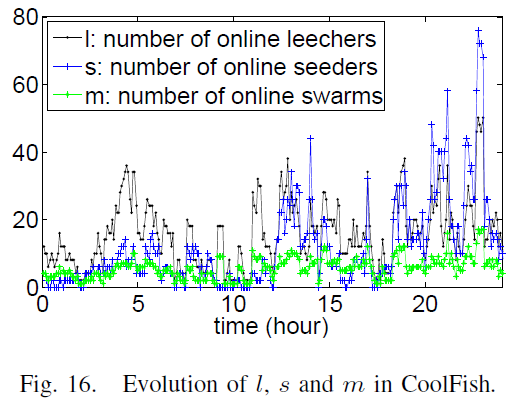 80
60
40
20
0
l: number of online leechers
s: number of online seeders
m: number of online swarms
0 5 10 15 20
time (hour)
Fig. 16. Evolution of l, s and m in CoolFish.